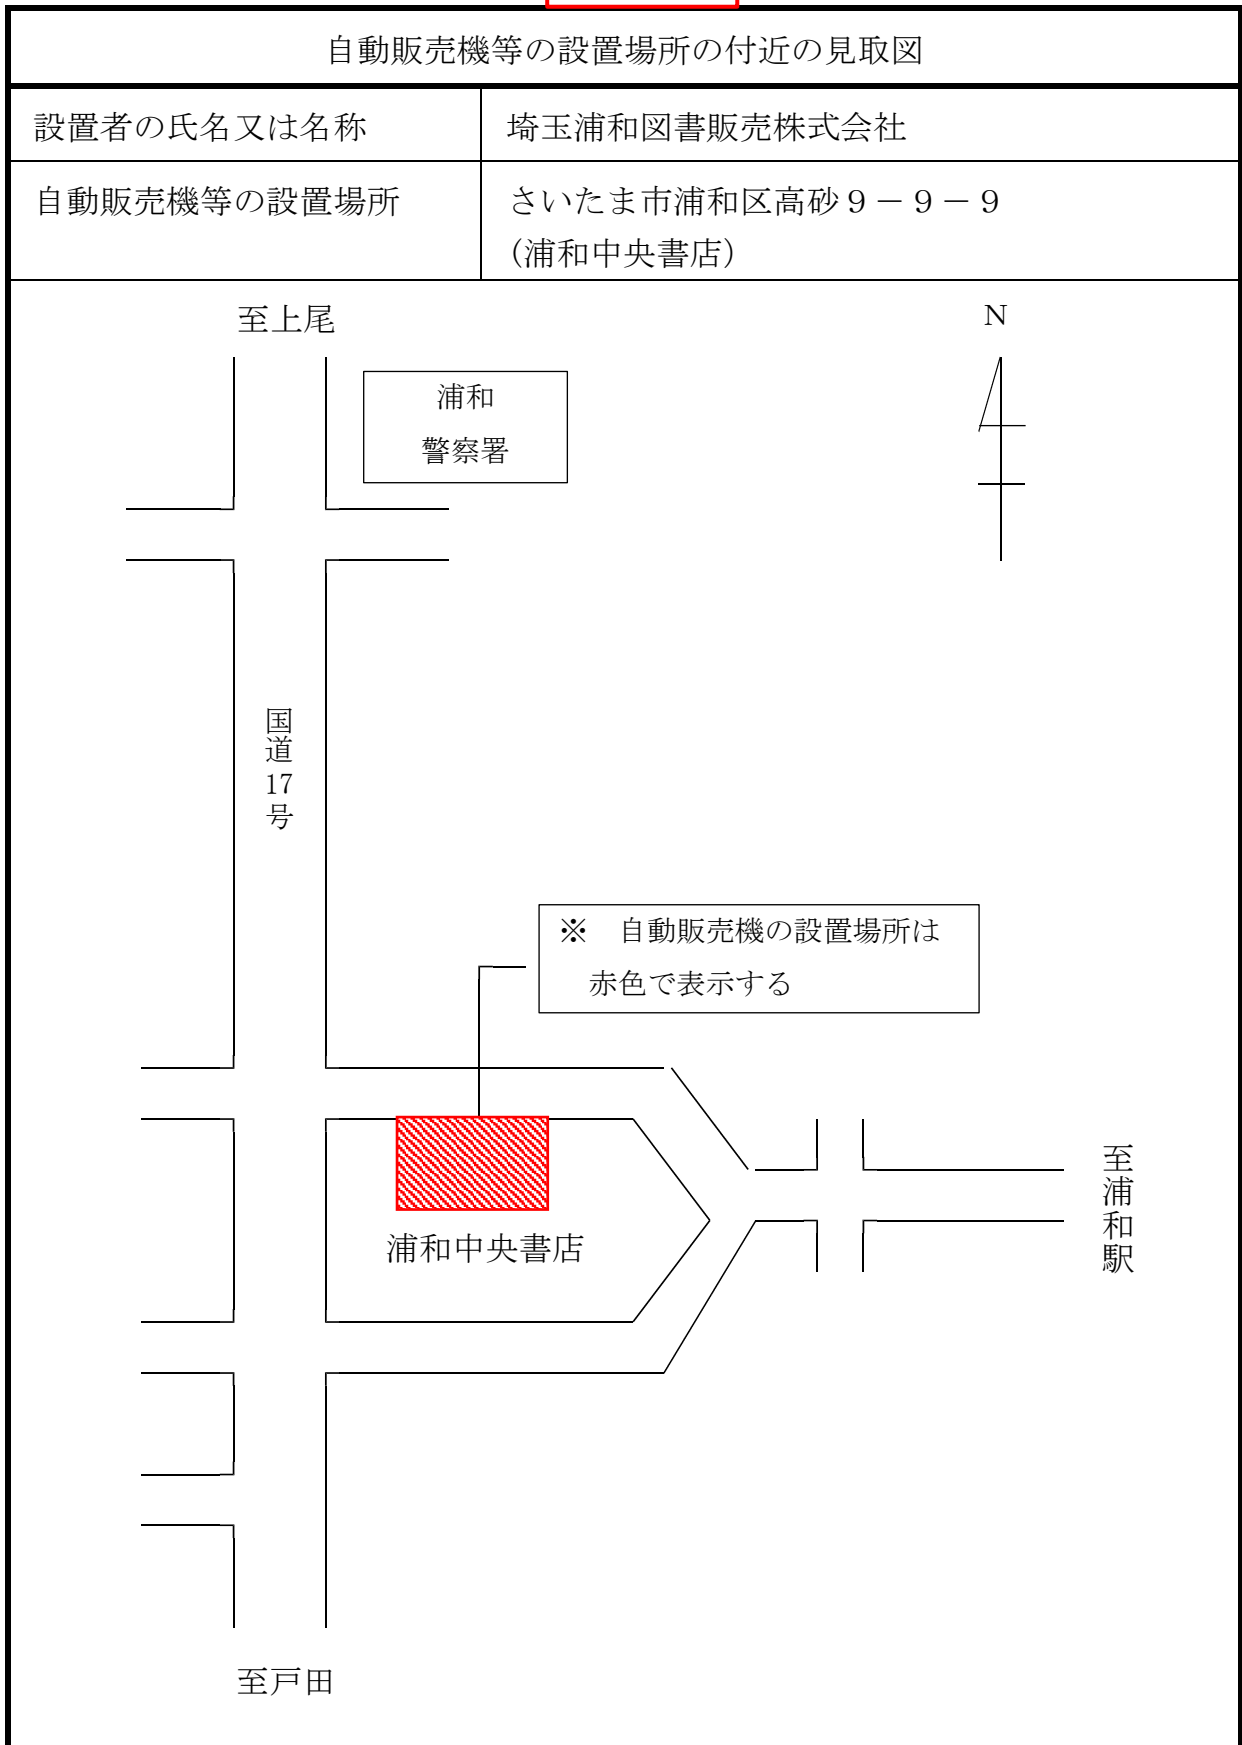 自動販売機等の設置場所の付近の見取図
設置者の氏名又は名称
埼玉浦和図書販売株式会社
自動販売機等の設置場所
さいたま市浦和区高砂９－９－９
(浦和中央書店)
至上尾
N
浦和
警察署
国道17号
※　自動販売機の設置場所は
赤色で表示する
至浦和駅
浦和中央書店
至戸田